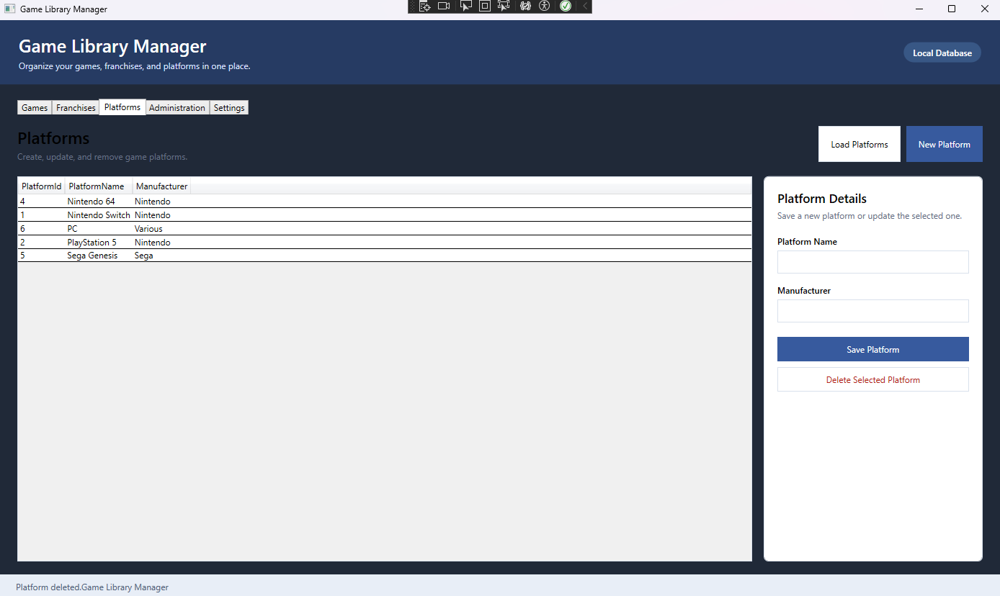 Game Library Manager
Game Library Manager
Organize your games, franchises, and platforms in one place.
Local Database
Games Franchises Platforms Administration Settings
Platforms
Create, update, and remove game platforms.
Load Platforms New Platform
PlatformId PlatformName Manufacturer
4 Nintendo 64 Nintendo
1 Nintendo Switch Nintendo
6 PC Various
2 PlayStation 5 Nintendo
5 Sega Genesis Sega
Platform Details
Save a new platform or update the selected one.
Platform Name
Manufacturer
Save Platform
Delete Selected Platform
Platform deleted.Game Library Manager